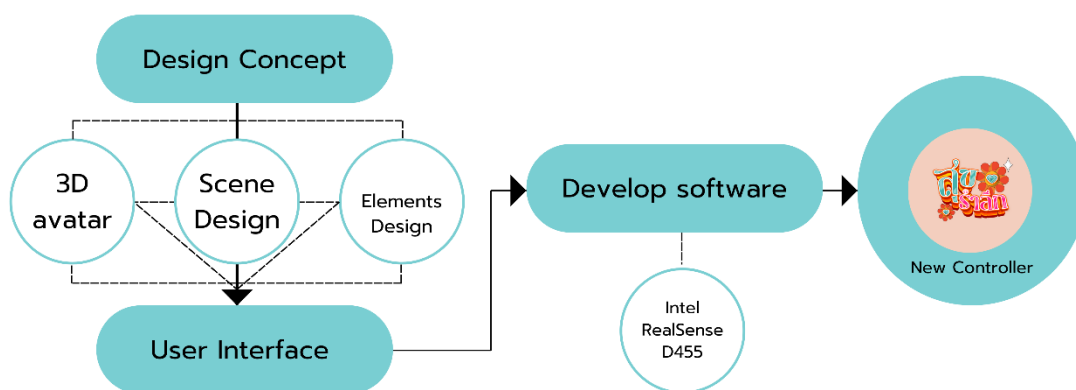 Design Concept
3D
avatar
Scene
Design
Elements
Design
User Interface
Develop software
Intel
RealSense
D455
New Controller